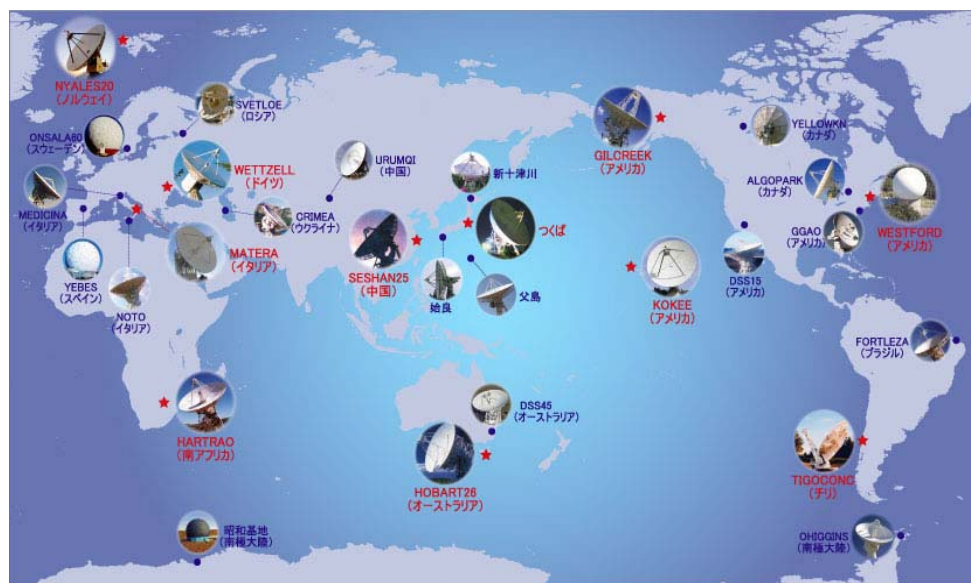 NYALES20
(ノルウェイ)
SVETLOE
(ロシア)
ONSALA60
(スウェーデン)
WETTZELL
(ドイツ)
URUMQI
(中国)
新十津川
GILCREEK
(アメリカ)
YELLOWKN
(カナダ)
ALGOPARK
(カナダ)
MEDICINA
(イタリア)
CRIMEA
(ウクライナ)
つくば
GGAO
(アメリカ)
WESTFORD
(アメリカ)
MATERA
(イタリア)
SESHAN25
(中国)
YEBES
(スペイン)
NOTO
(イタリア)
姶良
父島
KOKEE
(アメリカ)
DSS15
(アメリカ)
FORTLEZA
(ブラジル)
HARTRAO
(南アフリカ)
DSS45
(オーストラリア)
HOBART26
(オーストラリア)
TIGOCONC
(チリ)
昭和基地
(南極大陸)
OHIGGINS
(南極大陸)